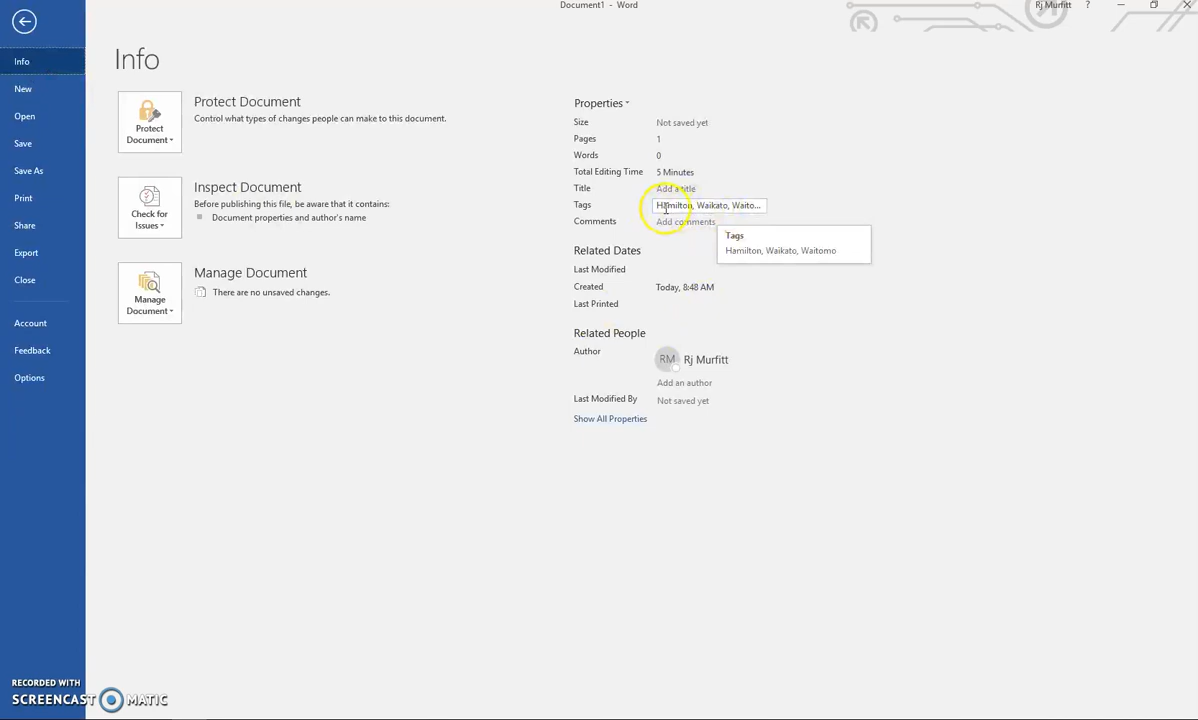 Document1 - Word
Rj Murfitt
?
Info
New
Open
Save
Save As
Print
Share
Export
Close
Account
Feedback
Options
Info
Protect Document
Protect Document
Control what types of changes people can make to this document.
Check for Issues
Inspect Document
Before publishing this file, be aware that it contains:
Document properties and author's name
Manage Document
Manage Document
There are no unsaved changes.
Properties
Size Not saved yet
Pages 1
Words 0
Total Editing Time 5 Minutes
Title Add a title
Tags Hamilton, Waikato, Waito...
Comments Add comments
Tags
Hamilton, Waikato, Waitomo
Related Dates
Last Modified
Created Today, 8:48 AM
Last Printed
Related People
Author RM Rj Murfitt
Add an author
Last Modified By Not saved yet
Show All Properties
RECORDED WITH
SCREENCAST MATIC